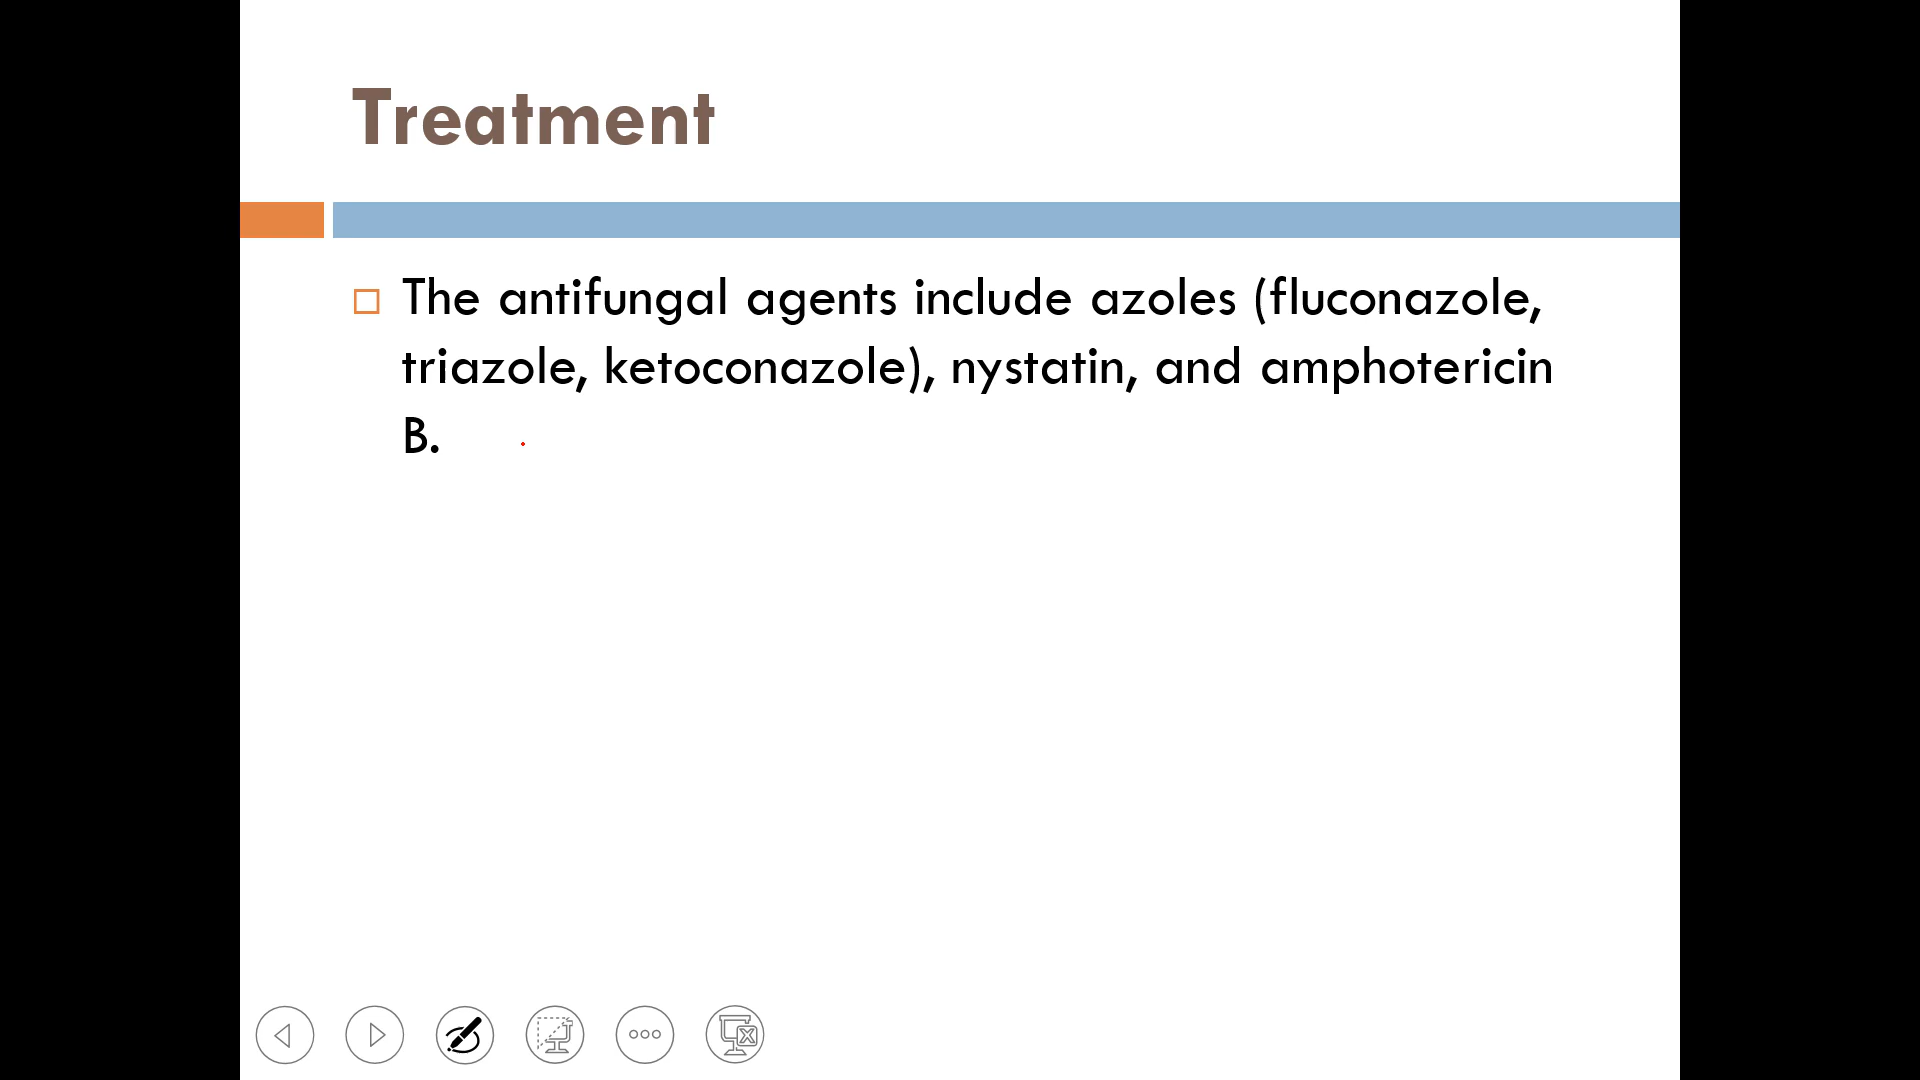 Treatment
The antifungal agents include azoles (fluconazole,
triazole, ketoconazole), nystatin, and amphotericin
B.